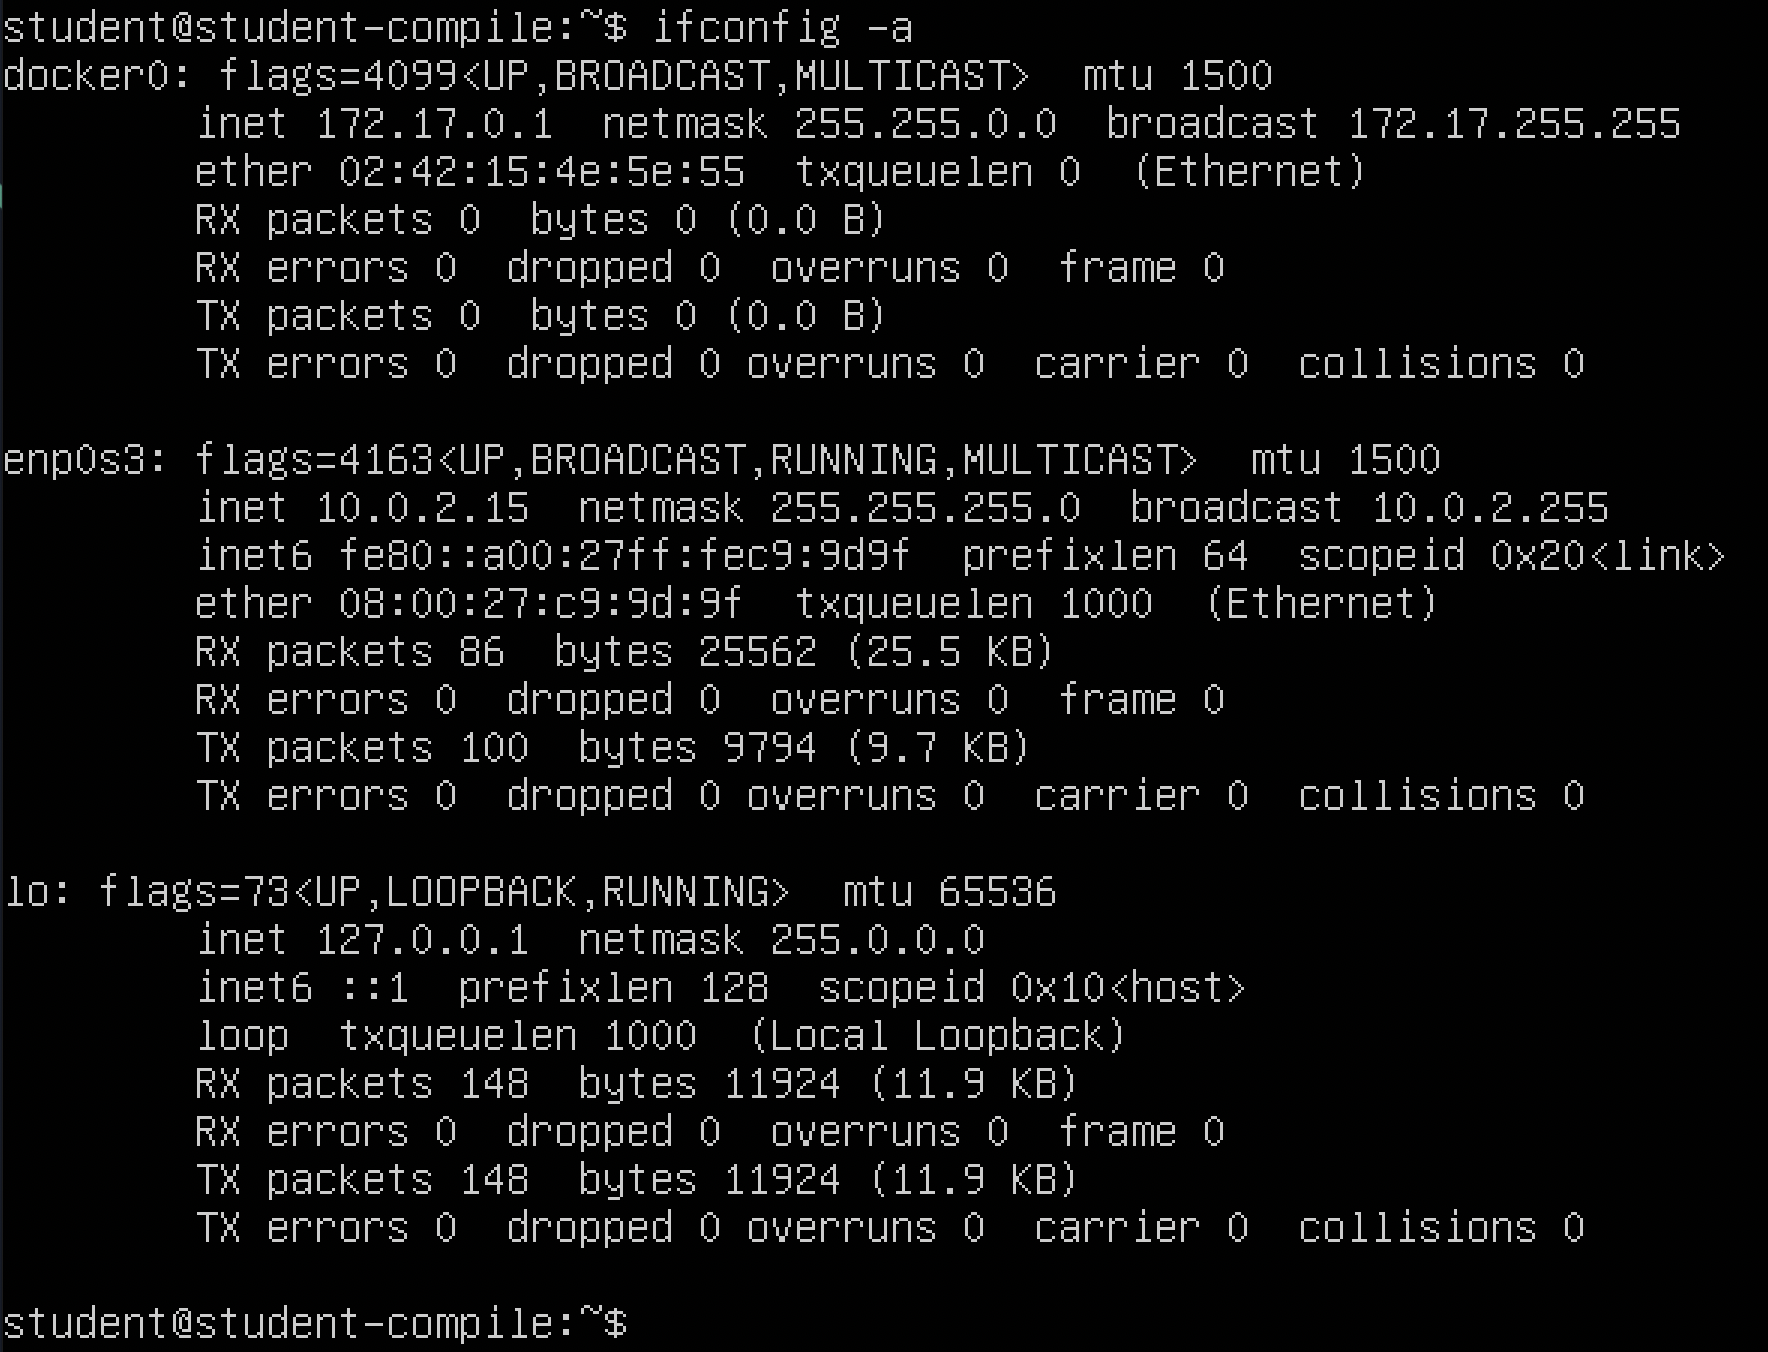 student@student-compile:~$ ifconfig -a
docker0: flags=4099<UP,BROADCAST,MULTICAST>  mtu 1500
        inet 172.17.0.1  netmask 255.255.0.0  broadcast 172.17.255.255
        ether 02:42:15:4e:5e:55  txqueuelen 0  (Ethernet)
        RX packets 0  bytes 0 (0.0 B)
        RX errors 0  dropped 0  overruns 0  frame 0
        TX packets 0  bytes 0 (0.0 B)
        TX errors 0  dropped 0 overruns 0  carrier 0  collisions 0

enp0s3: flags=4163<UP,BROADCAST,RUNNING,MULTICAST>  mtu 1500
        inet 10.0.2.15  netmask 255.255.255.0  broadcast 10.0.2.255
        inet6 fe80::a00:27ff:fec9:9d9f  prefixlen 64  scopeid 0x20<link>
        ether 08:00:27:c9:9d:9f  txqueuelen 1000  (Ethernet)
        RX packets 86  bytes 25562 (25.5 KB)
        RX errors 0  dropped 0  overruns 0  frame 0
        TX packets 100  bytes 9794 (9.7 KB)
        TX errors 0  dropped 0 overruns 0  carrier 0  collisions 0

lo: flags=73<UP,LOOPBACK,RUNNING>  mtu 65536
        inet 127.0.0.1  netmask 255.0.0.0
        inet6 ::1  prefixlen 128  scopeid 0x10<host>
        loop  txqueuelen 1000  (Local Loopback)
        RX packets 148  bytes 11924 (11.9 KB)
        RX errors 0  dropped 0  overruns 0  frame 0
        TX packets 148  bytes 11924 (11.9 KB)
        TX errors 0  dropped 0 overruns 0  carrier 0  collisions 0

student@student-compile:~$